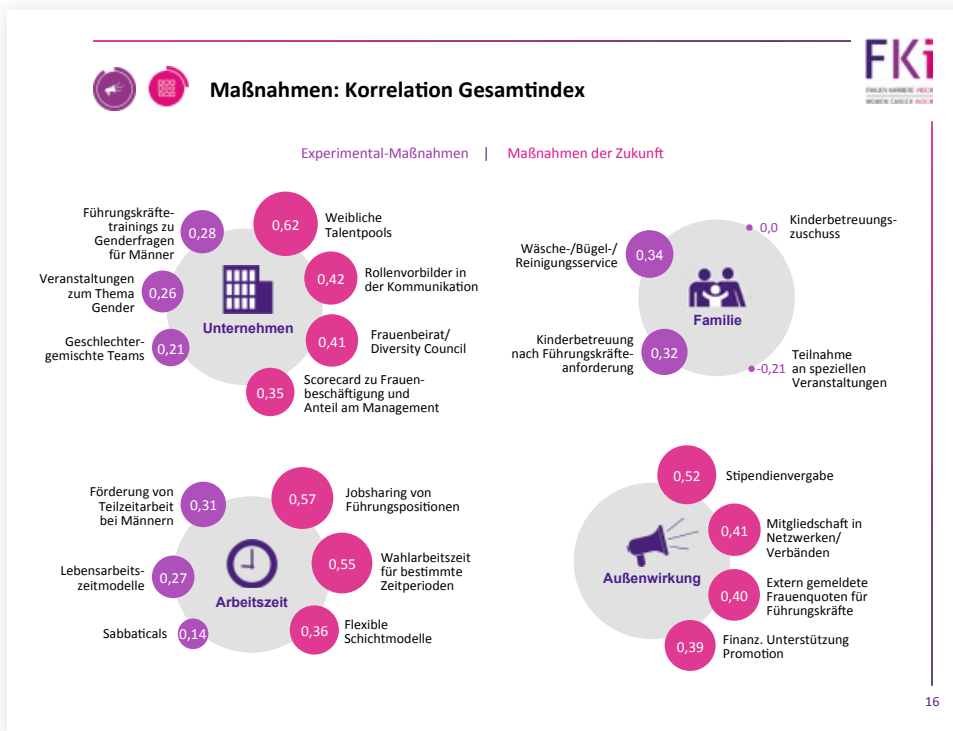 FKi
FRAUEN-KARRIERE-INDEX
WOMEN CAREER INDEX
Maßnahmen: Korrelation Gesamtindex
Experimental-Maßnahmen | Maßnahmen der Zukunft
Führungskräfte-
trainings zu
Genderfragen
für Männer
0,28
0,62
Weibliche
Talentpools
Veranstaltungen
zum Thema
Gender
0,26
0,42
Rollenvorbilder in
der Kommunikation
Unternehmen
Geschlechter-
gemischte Teams
0,21
0,41
Frauenbeirat/
Diversity Council
0,35
Scorecard zu Frauen-
beschäftigung und
Anteil am Management
Wäsche-/Bügel-/
Reinigungsservice
0,34
0,0
Kinderbetreuungs-
zuschuss
Familie
Kinderbetreuung
nach Führungskräfte-
anforderung
0,32
-0,21
Teilnahme
an speziellen
Veranstaltungen
Förderung von
Teilzeitarbeit
bei Männern
0,31
0,57
Jobsharing von
Führungspositionen
Lebensarbeits-
zeitmodelle
0,27
0,55
Wahlarbeitszeit
für bestimmte
Zeitperioden
Arbeitszeit
Sabbaticals
0,14
0,36
Flexible
Schichtmodelle
0,52
Stipendienvergabe
0,41
Mitgliedschaft in
Netzwerken/
Verbänden
Außenwirkung
0,40
Extern gemeldete
Frauenquoten für
Führungskräfte
0,39
Finanz. Unterstützung
Promotion
16